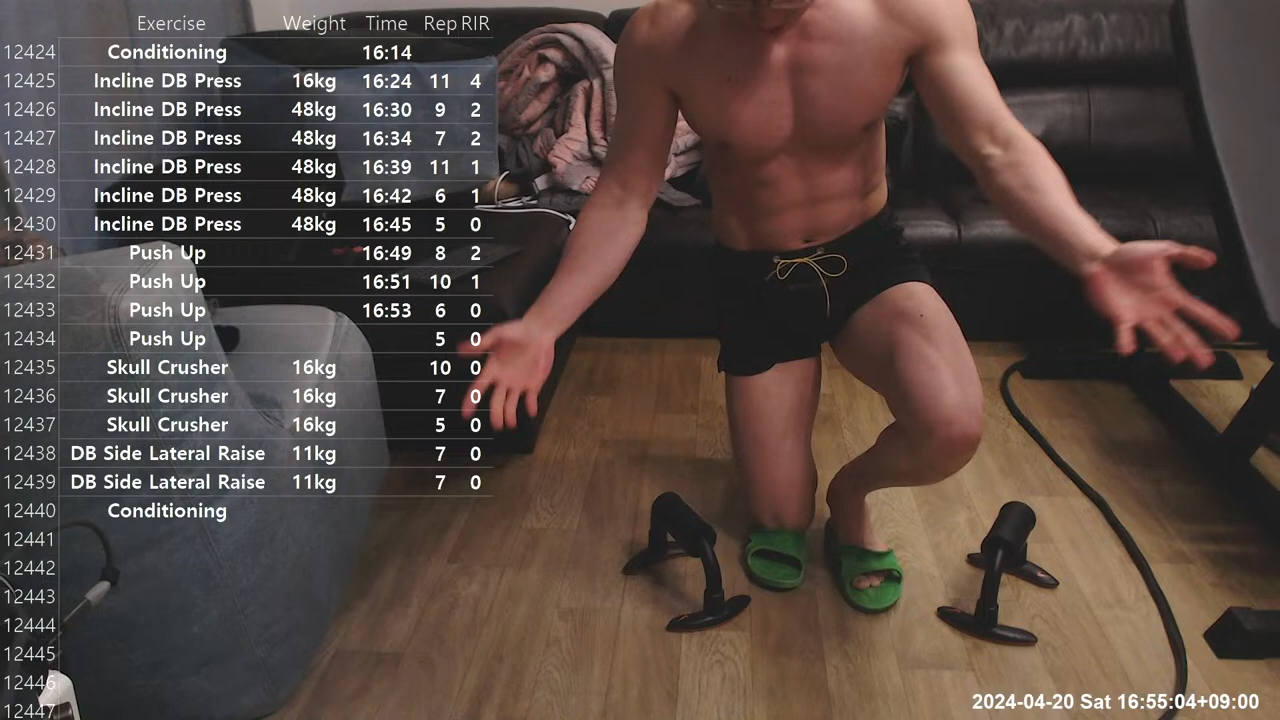 Exercise Weight Time Rep RIR
12424 Conditioning 16:14
12425 Incline DB Press 16kg 16:24 11 4
12426 Incline DB Press 48kg 16:30 9 2
12427 Incline DB Press 48kg 16:34 7 2
12428 Incline DB Press 48kg 16:39 11 1
12429 Incline DB Press 48kg 16:42 6 1
12430 Incline DB Press 48kg 16:45 5 0
12431 Push Up 16:49 8 2
12432 Push Up 16:51 10 1
12433 Push Up 16:53 6 0
12434 Push Up 5 0
12435 Skull Crusher 16kg 10 0
12436 Skull Crusher 16kg 7 0
12437 Skull Crusher 16kg 5 0
12438 DB Side Lateral Raise 11kg 7 0
12439 DB Side Lateral Raise 11kg 7 0
12440 Conditioning
12441
12442
12443
12444
12445
12446
12447
2024-04-20 Sat 16:55:04+09:00